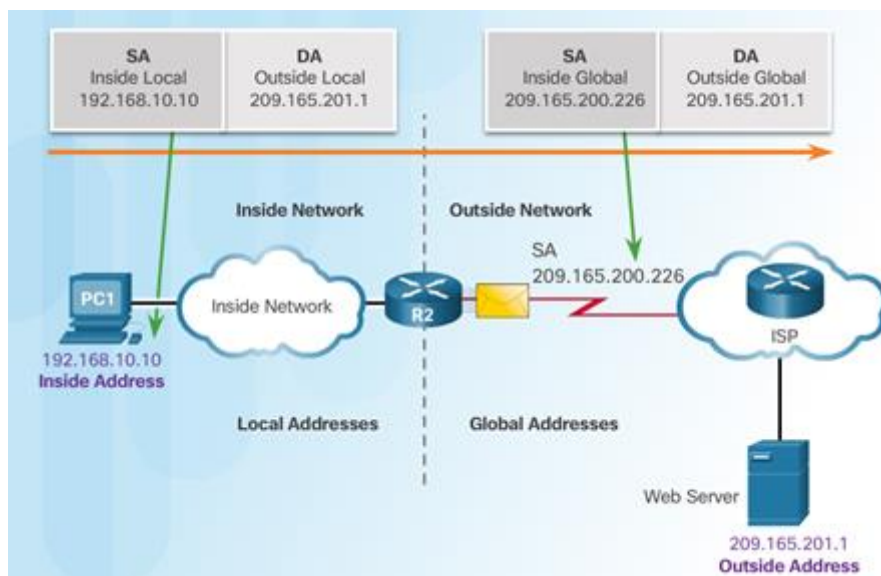 SA
Inside Local
192.168.10.10
DA
Outside Local
209.165.201.1
SA
Inside Global
209.165.200.226
DA
Outside Global
209.165.201.1
Inside Network
Outside Network
SA
209.165.200.226
PC1
Inside Network
R2
ISP
192.168.10.10
Inside Address
Local Addresses
Global Addresses
Web Server
209.165.201.1
Outside Address